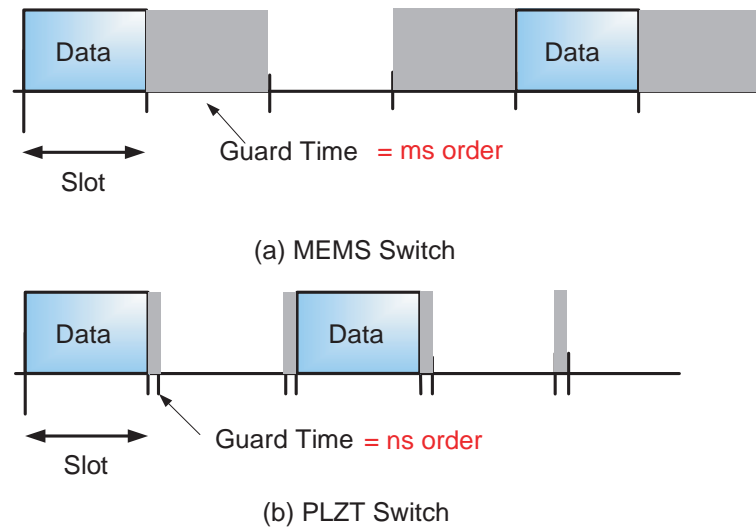 Data
Data
Guard Time = ms order
Slot
(a) MEMS Switch
Data
Data
Guard Time = ns order
Slot
(b) PLZT Switch